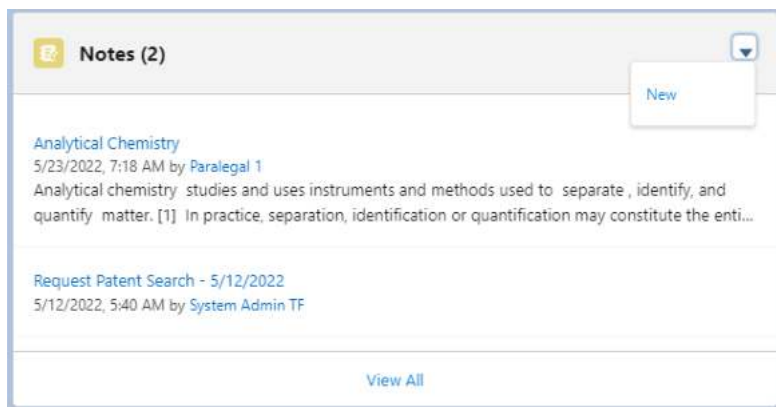 Notes (2)
New
Analytical Chemistry
5/23/2022, 7:18 AM by Paralegal 1
Analytical chemistry studies and uses instruments and methods used to separate , identify, and
quantify matter. [1] In practice, separation, identification or quantification may constitute the enti...
Request Patent Search - 5/12/2022
5/12/2022, 5:40 AM by System Admin TF
View All